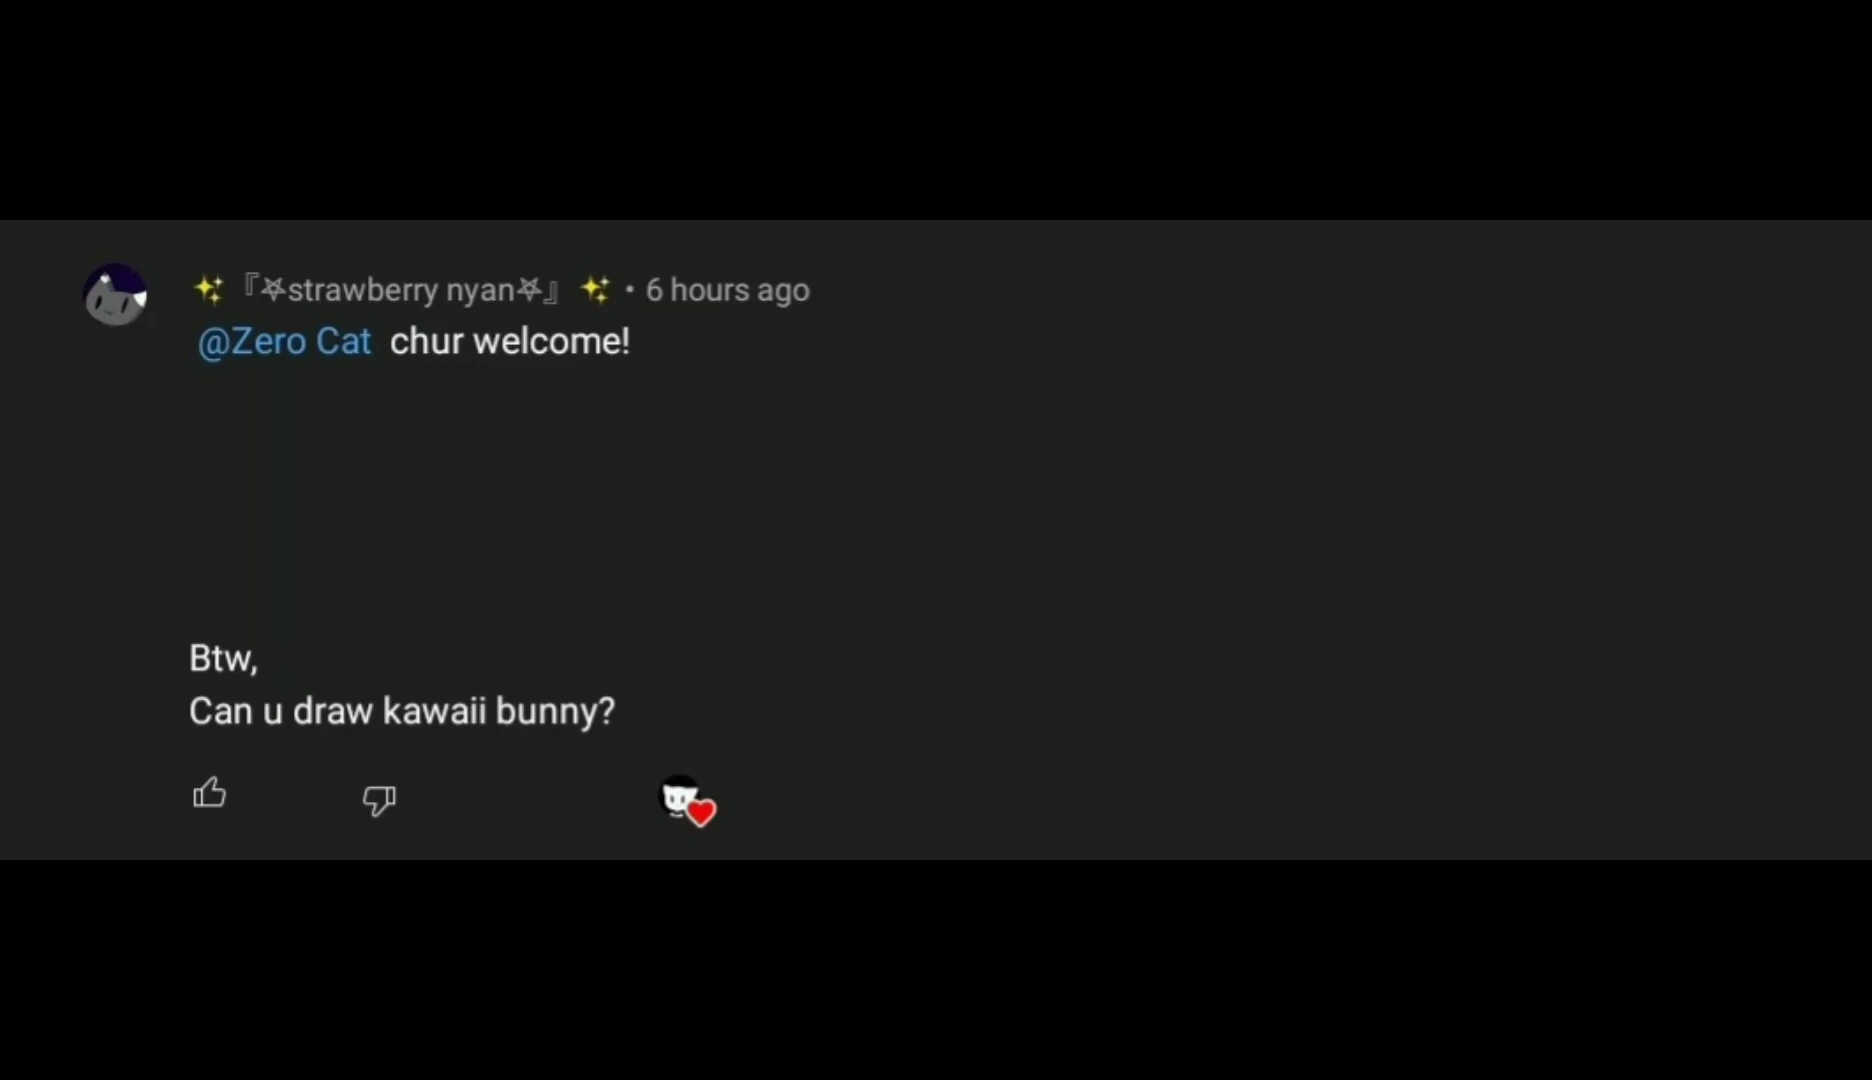 ✨『⛧strawberry nyan⛧』✨ • 6 hours ago
@Zero Cat chur welcome!
Btw,
Can u draw kawaii bunny?